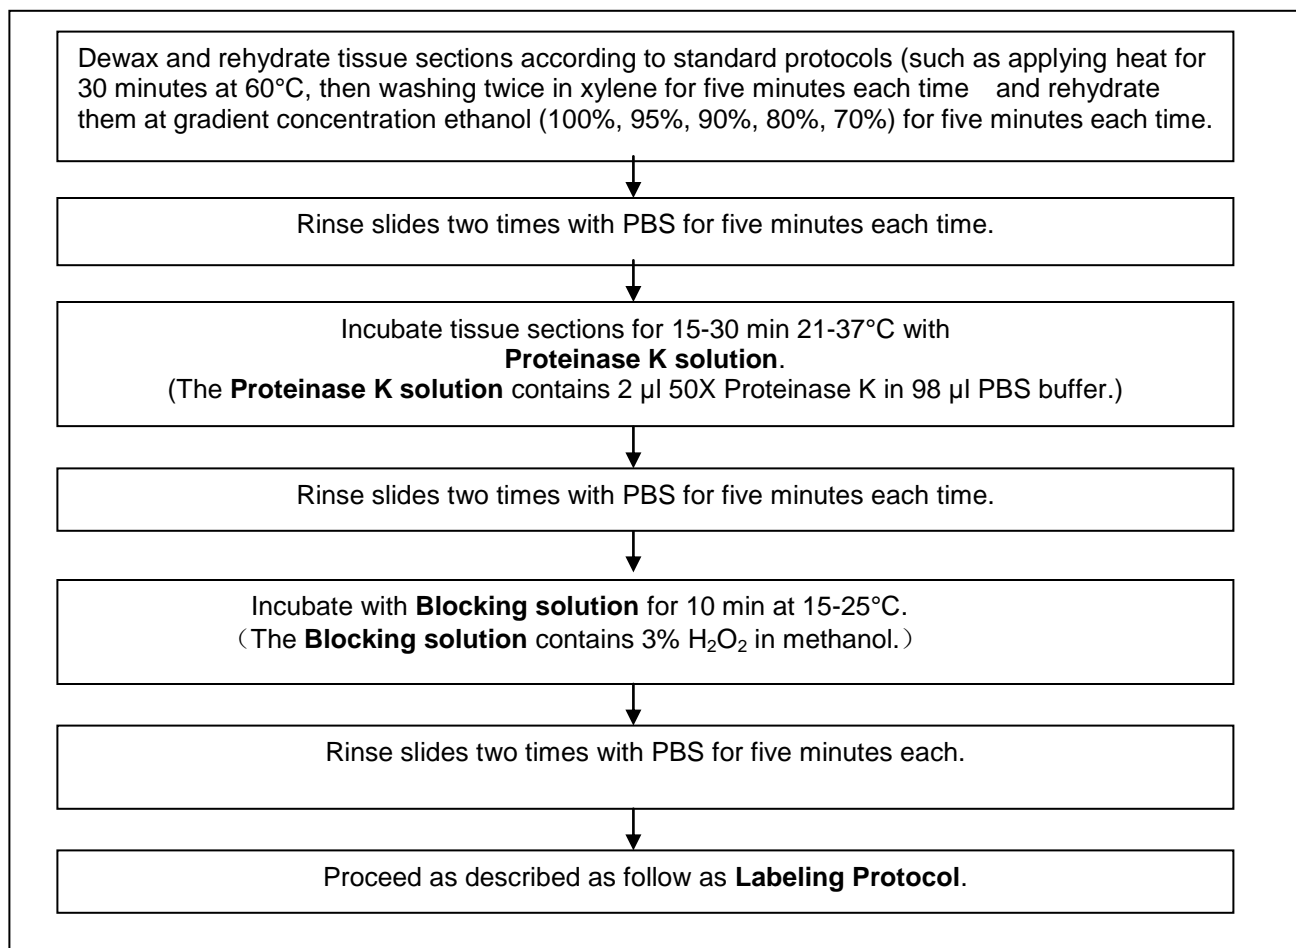 Dewax and rehydrate tissue sections according to standard protocols (such as applying heat for
30 minutes at 60°C, then washing twice in xylene for five minutes each time and rehydrate
them at gradient concentration ethanol (100%, 95%, 90%, 80%, 70%) for five minutes each time.
Rinse slides two times with PBS for five minutes each time.
Incubate tissue sections for 15-30 min 21-37°C with
Proteinase K solution.
(The Proteinase K solution contains 2 µl 50X Proteinase K in 98 µl PBS buffer.)
Rinse slides two times with PBS for five minutes each time.
Incubate with Blocking solution for 10 min at 15-25°C.
（The Blocking solution contains 3% H₂O₂ in methanol.）
Rinse slides two times with PBS for five minutes each.
Proceed as described as follow as Labeling Protocol.